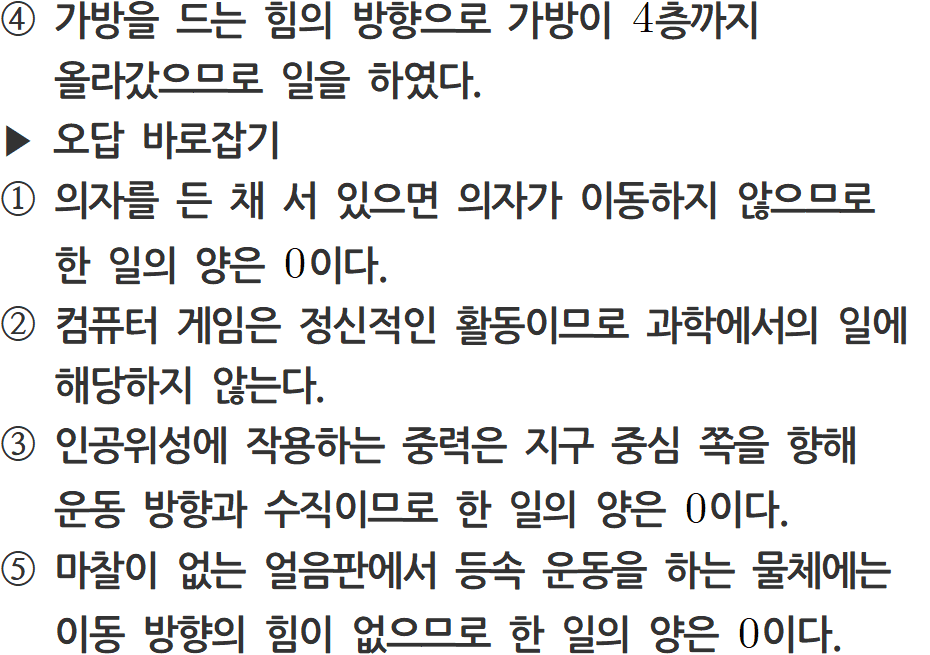 ④ 가방을 드는 힘의 방향으로 가방이 4층까지
올라갔으므로 일을 하였다.
▶ 오답 바로잡기
① 의자를 든 채 서 있으면 의자가 이동하지 않으므로
한 일의 양은 0이다.
② 컴퓨터 게임은 정신적인 활동이므로 과학에서의 일에
해당하지 않는다.
③ 인공위성에 작용하는 중력은 지구 중심 쪽을 향해
운동 방향과 수직이므로 한 일의 양은 0이다.
⑤ 마찰이 없는 얼음판에서 등속 운동을 하는 물체에는
이동 방향의 힘이 없으므로 한 일의 양은 0이다.